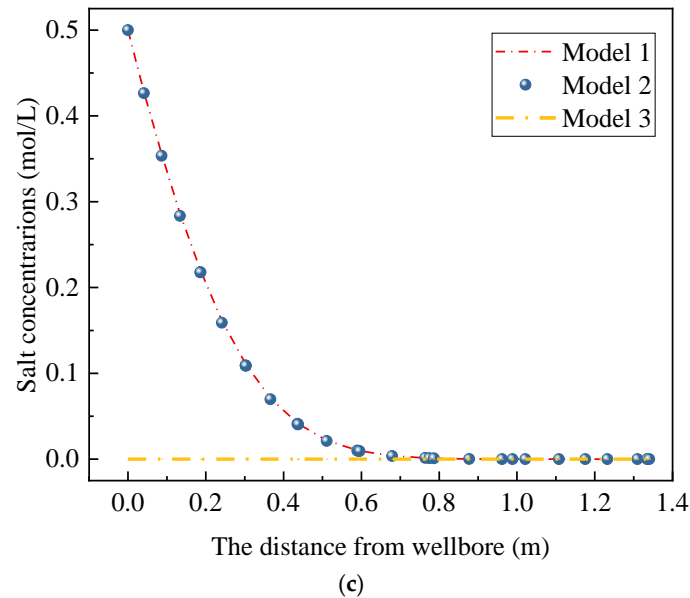 0.5
0.4
0.3
0.2
0.1
0.0
Salt concentrarions (mol/L)
Model 1
Model 2
Model 3
0.0 0.2 0.4 0.6 0.8 1.0 1.2 1.4
The distance from wellbore (m)
(c)